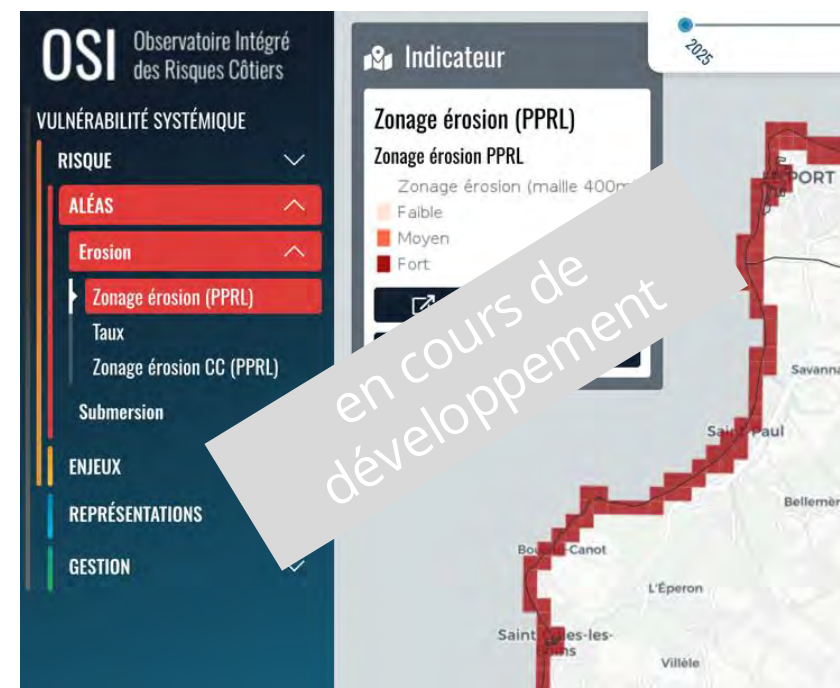 OSI Observatoire Intégré
des Risques Côtiers
VULNÉRABILITÉ SYSTÉMIQUE
RISQUE
ALÉAS
Erosion
Zonage érosion (PPRL)
Taux
Zonage érosion CC (PPRL)
Submersion
ENJEUX
REPRÉSENTATIONS
GESTION
Indicateur
Zonage érosion (PPRL)
Zonage érosion PPRL
Zonage érosion (maille 400m
Faible
Moyen
Fort
en cours de
développement
2025
PORT
Savanna
Saint-Paul
Bellemèn
Canot
L'Éperon
Saint
les-
Villèle